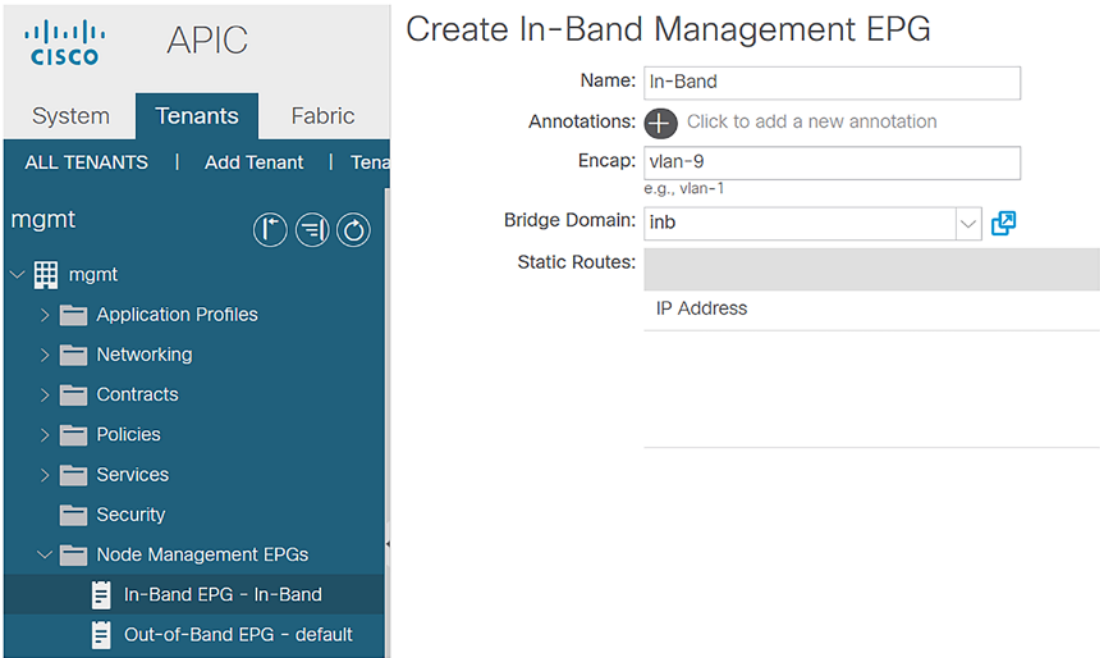 CISCO
APIC
System
Tenants
Fabric
ALL TENANTS | Add Tenant | Tena
mgmt
mgmt
Application Profiles
Networking
Contracts
Policies
Services
Security
Node Management EPGs
In-Band EPG - In-Band
Out-of-Band EPG - default
Create In-Band Management EPG
Name: In-Band
Annotations: Click to add a new annotation
Encap: vlan-9
e.g., vlan-1
Bridge Domain: inb
Static Routes:
IP Address